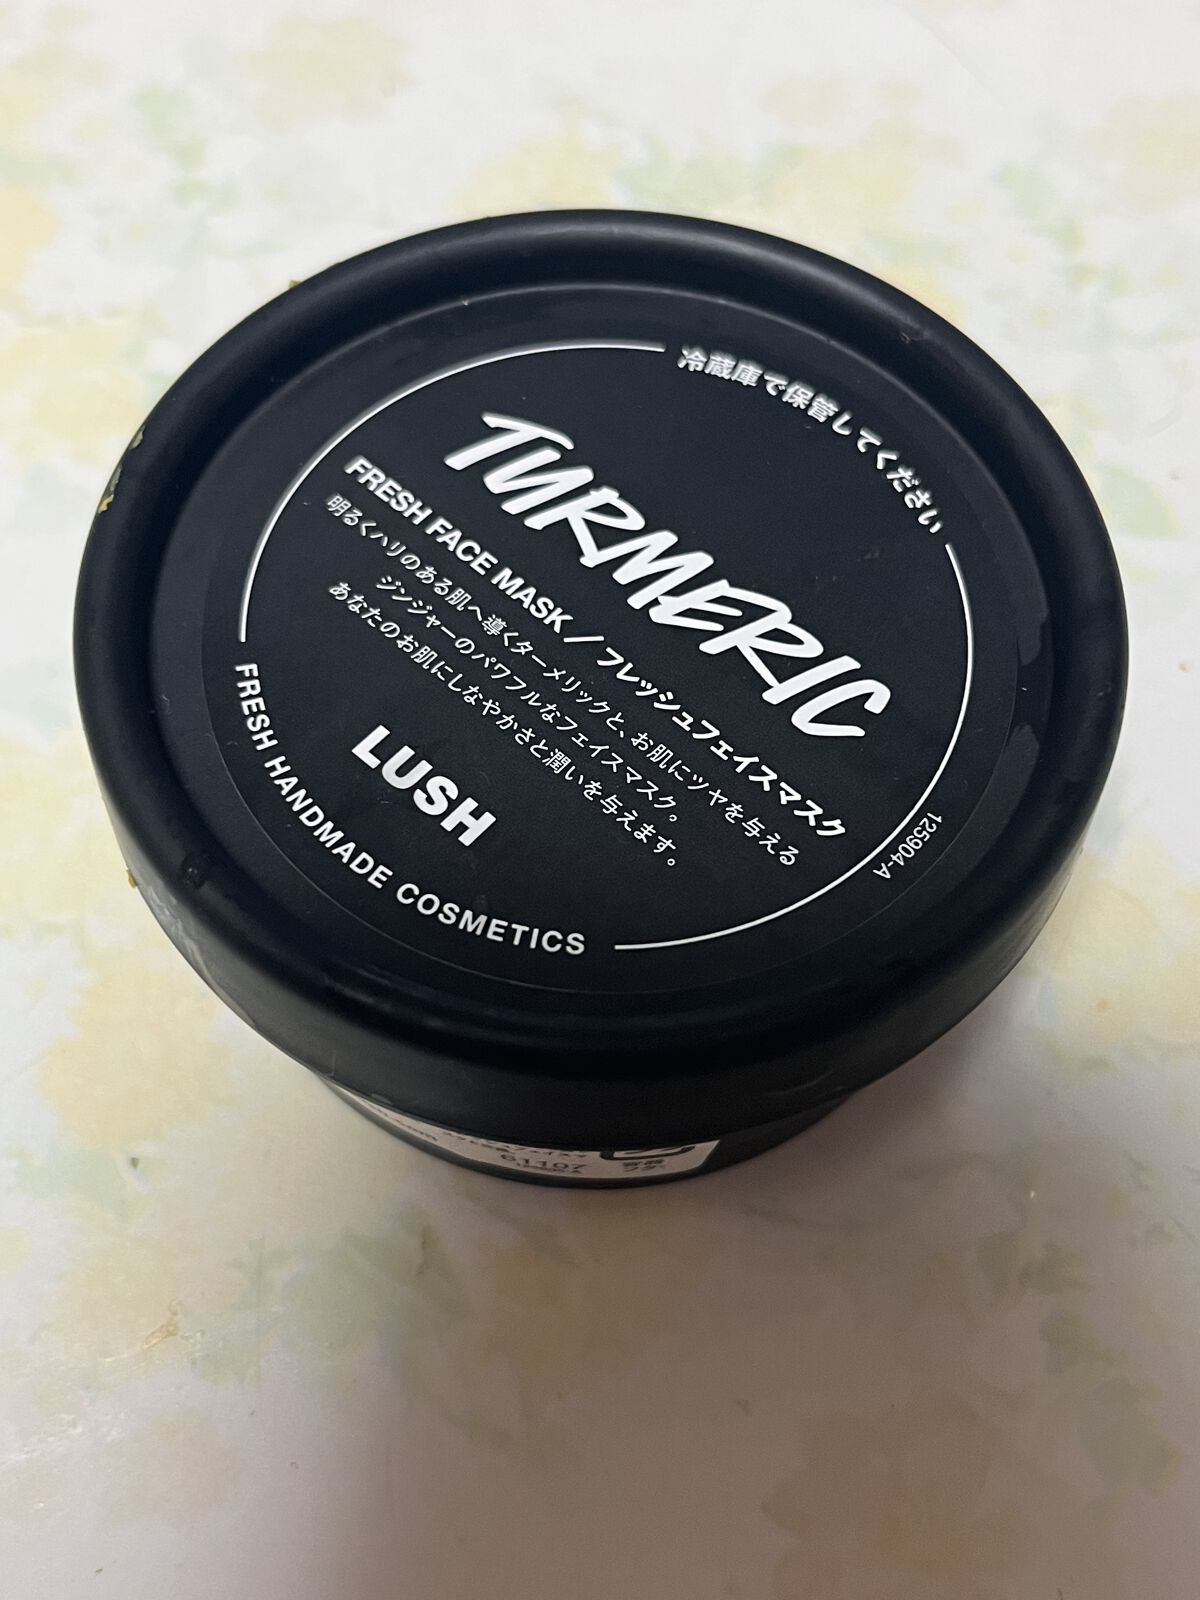 冷蔵庫で保管してください
TURMERIC
FRESH FACE MASK / フレッシュフェイスマスク
明るくハリのある肌へ導くターメリックと、お肌にツヤを与える
ジンジャーのパワフルなフェイスマスク。
あなたのお肌にしなやかさと潤いを与えます。
LUSH
125904-A
FRESH HANDMADE COSMETICS
61107